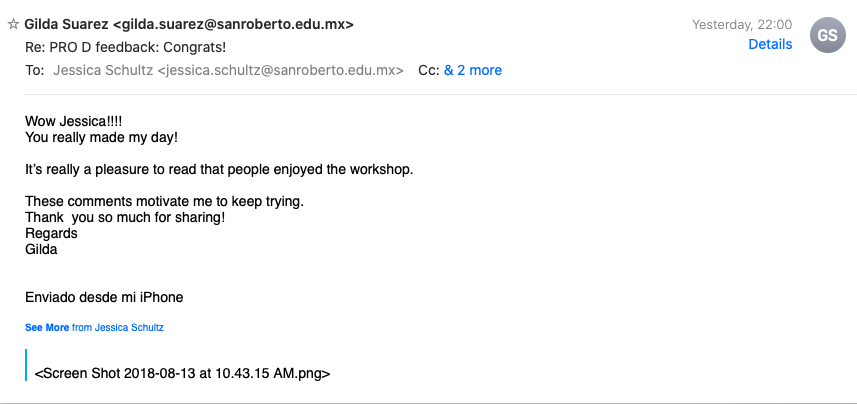 ☆ Gilda Suarez <gilda.suarez@sanroberto.edu.mx>
Yesterday, 22:00
GS
Re: PRO D feedback: Congrats!
Details
To: Jessica Schultz <jessica.schultz@sanroberto.edu.mx> Cc: & 2 more
Wow Jessica!!!!
You really made my day!
It’s really a pleasure to read that people enjoyed the workshop.
These comments motivate me to keep trying.
Thank  you so much for sharing!
Regards
Gilda
Enviado desde mi iPhone
See More from Jessica Schultz
<Screen Shot 2018-08-13 at 10.43.15 AM.png>